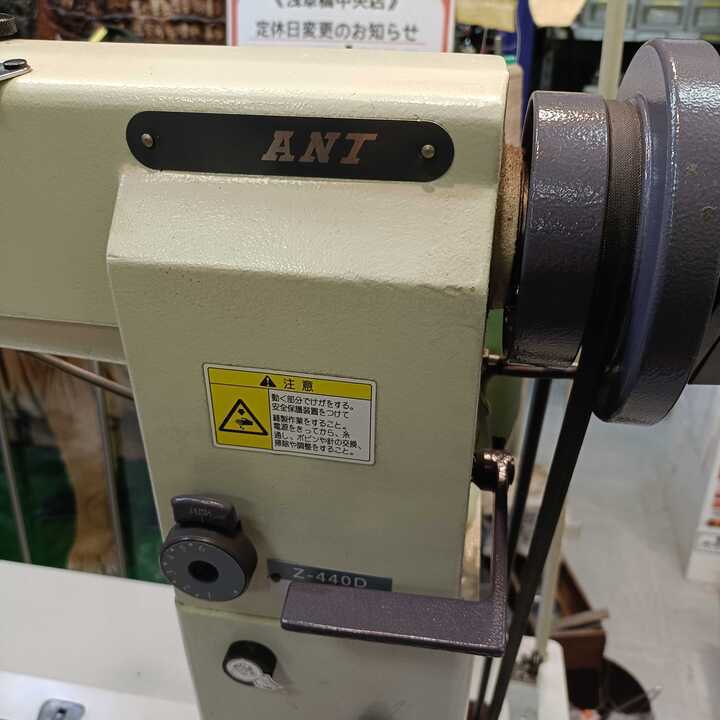 《浅草橋中央店》
定休日変更のお知らせ
ANT
注意
動く部分でけがをする。
安全保護装置をつけて
縫製作業をすること。
電源をきってから、糸
通し、ボビンや針の交換、
掃除や調整をすること。
Z-440D